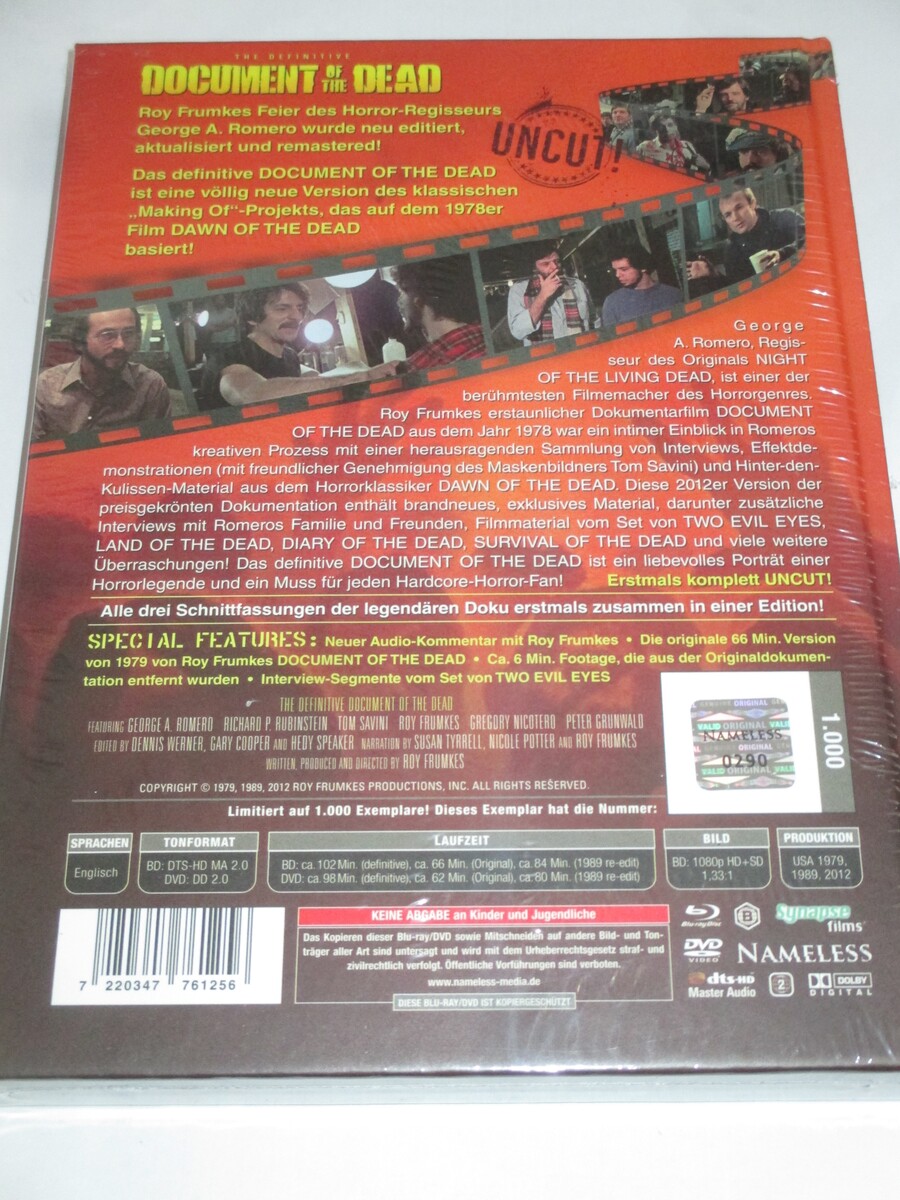 THE DEFINITIVE
DOCUMENT OF THE DEAD
Roy Frumkes Feier des Horror-Regisseurs
George A. Romero wurde neu editiert,
aktualisiert und remastered!
UNCUT!
Das definitive DOCUMENT OF THE DEAD
ist eine völlig neue Version des klassischen
„Making Of“-Projekts, das auf dem 1978er
Film DAWN OF THE DEAD
basiert!
George
A. Romero, Regis-
seur des Originals NIGHT
OF THE LIVING DEAD, ist einer der
berühmtesten Filmemacher des Horrorgenres.
Roy Frumkes erstaunlicher Dokumentarfilm DOCUMENT
OF THE DEAD aus dem Jahr 1978 war ein intimer Einblick in Romeros
kreativen Prozess mit einer herausragenden Sammlung von Interviews, Effektde-
monstrationen (mit freundlicher Genehmigung des Maskenbildners Tom Savini) und Hinter-den-
Kulissen-Material aus dem Horrorklassiker DAWN OF THE DEAD. Diese 2012er Version der
preisgekrönten Dokumentation enthält brandneues, exklusives Material, darunter zusätzliche
Interviews mit Romeros Familie und Freunden, Filmmaterial vom Set von TWO EVIL EYES,
LAND OF THE DEAD, DIARY OF THE DEAD, SURVIVAL OF THE DEAD und viele weitere
Überraschungen! Das definitive DOCUMENT OF THE DEAD ist ein liebevolles Porträt einer
Horrorlegende und ein Muss für jeden Hardcore-Horror-Fan! Erstmals komplett UNCUT!
Alle drei Schnittfassungen der legendären Doku erstmals zusammen in einer Edition!
SPECIAL FEATURES: Neuer Audio-Kommentar mit Roy Frumkes • Die originale 66 Min. Version
von 1979 von Roy Frumkes DOCUMENT OF THE DEAD • Ca. 6 Min. Footage, die aus der Originaldokumen-
tation entfernt wurden • Interview-Segmente vom Set von TWO EVIL EYES
THE DEFINITIVE DOCUMENT OF THE DEAD
FEATURING GEORGE A. ROMERO RICHARD P. RUBINSTEIN TOM SAVINI ROY FRUMKES GREGORY NICOTERO PETER GRUNWALD
EDITED BY DENNIS WERNER, GARY COOPER AND HEDY SPEAKER NARRATION BY SUSAN TYRRELL, NICOLE POTTER AND ROY FRUMKES
WRITTEN, PRODUCED AND DIRECTED BY ROY FRUMKES
COPYRIGHT © 1979, 1989, 2012 ROY FRUMKES PRODUCTIONS, INC. ALL RIGHTS RESERVED.
Limitiert auf 1.000 Exemplare! Dieses Exemplar hat die Nummer:
VALID ORIGINAL VALID
NAMELESS
ORIGINAL
0290
VALID ORIGINAL VALID
1.000
SPRACHEN
Englisch
TONFORMAT
BD: DTS-HD MA 2.0
DVD: DD 2.0
LAUFZEIT
BD: ca. 102 Min. (definitive), ca. 66 Min. (Original), ca. 84 Min. (1989 re-edit)
DVD: ca. 98 Min. (definitive), ca. 62 Min. (Original), ca. 80 Min. (1989 re-edit)
BILD
BD: 1080p HD+SD
1,33:1
PRODUKTION
USA 1979,
1989, 2012
7 220347 761256
KEINE ABGABE an Kinder und Jugendliche
Das Kopieren dieser Blu-ray/DVD sowie Mitschneiden auf andere Bild- und Ton-
träger aller Art sind untersagt und wird mit dem Urheberrechtsgesetz straf- und
zivilrechtlich verfolgt. Öffentliche Vorführungen sind verboten.
www.nameless-media.de
DIESE BLU-RAY/DVD IST KOPIERGESCHÜTZT
Blu-ray Disc
B
Synapse
films
DVD
VIDEO
NAMELESS
dts-HD
Master Audio
2
DOLBY
DIGITAL